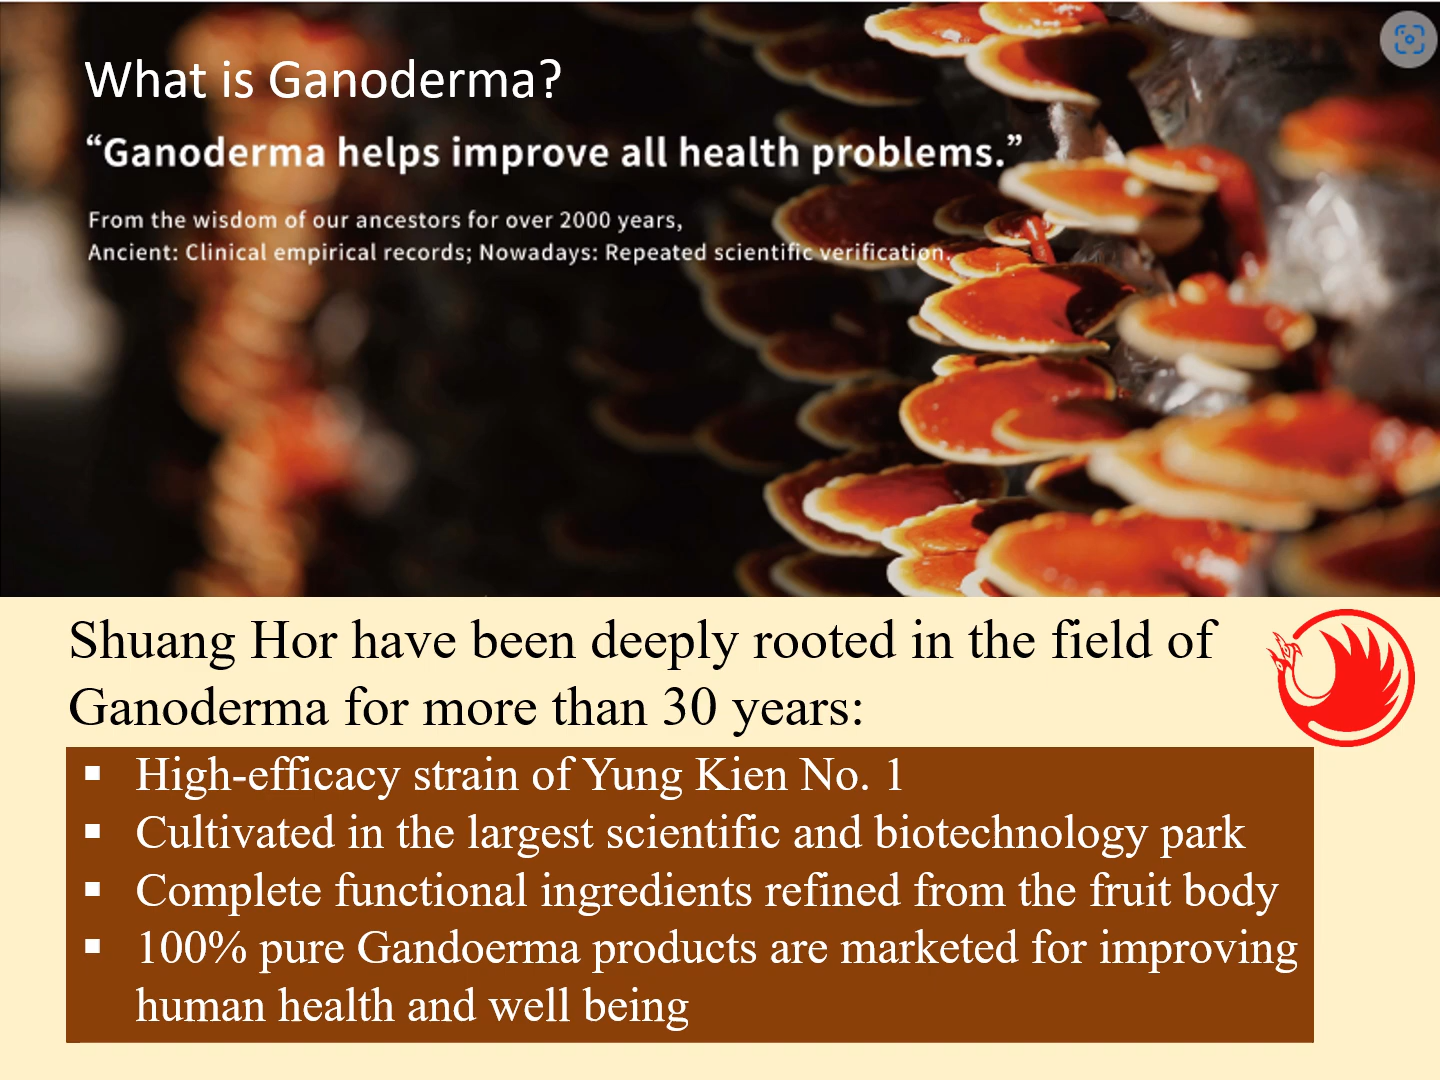 What is Ganoderma?
“Ganoderma helps improve all health problems.”
From the wisdom of our ancestors for over 2000 years,
Ancient: Clinical empirical records; Nowadays: Repeated scientific verification.
Shuang Hor have been deeply rooted in the field of
Ganoderma for more than 30 years:
▪ High-efficacy strain of Yung Kien No. 1
▪ Cultivated in the largest scientific and biotechnology park
▪ Complete functional ingredients refined from the fruit body
▪ 100% pure Gandoerma products are marketed for improving
human health and well being